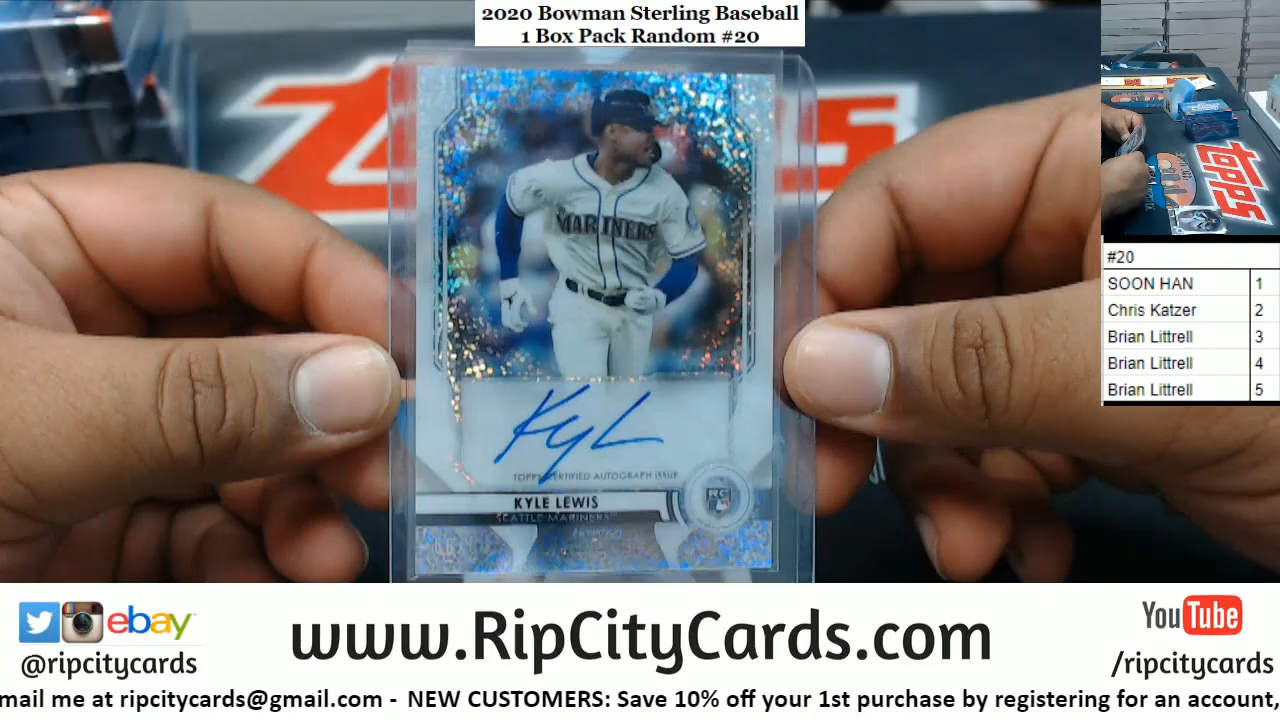 2020 Bowman Sterling Baseball
1 Box Pack Random #20
MARINERS
KyL
TOPPS CERTIFIED AUTOGRAPH ISSUE
KYLE LEWIS
SEATTLE MARINERS™
RC
TOPPS
#20
SOON HAN 1
Chris Katzer 2
Brian Littrell 3
Brian Littrell 4
Brian Littrell 5
ebay
@ripcitycards
www.RipCityCards.com
YouTube
/ripcitycards
mail me at ripcitycards@gmail.com - NEW CUSTOMERS: Save 10% off your 1st purchase by registering for an account,